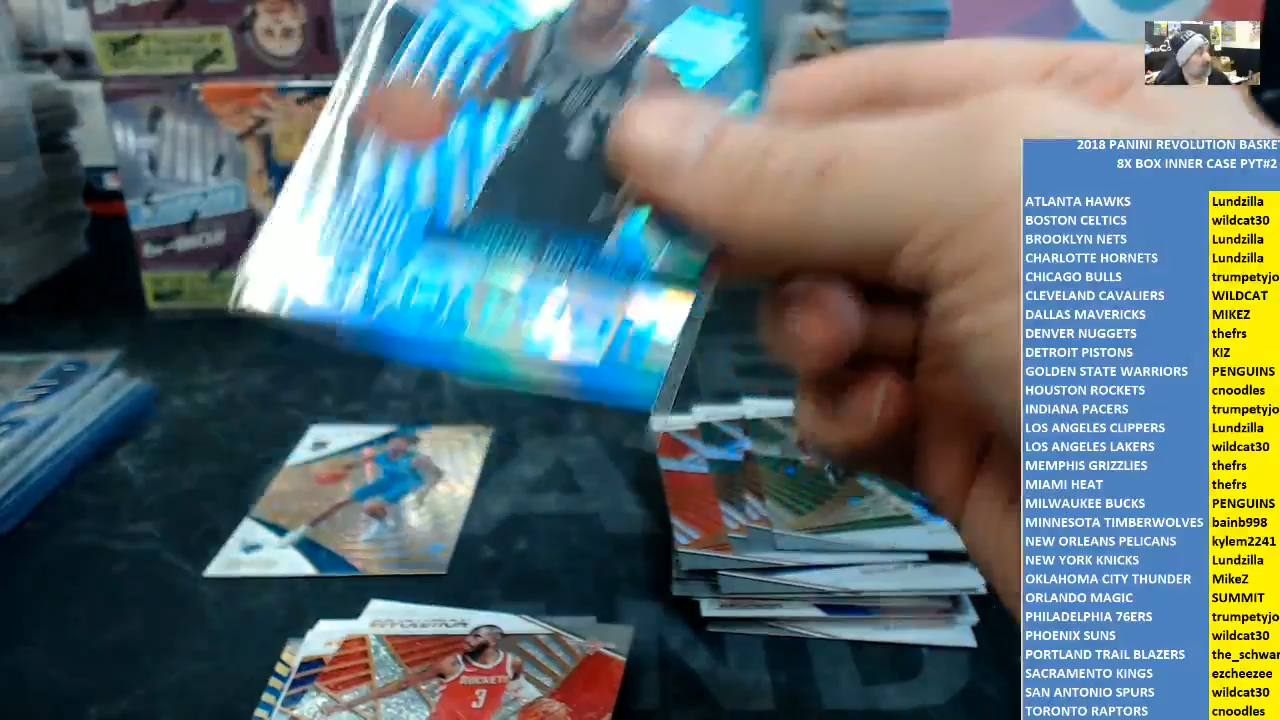 2018 PANINI REVOLUTION BASKE
8X BOX INNER CASE PYT#2
ATLANTA HAWKS Lundzilla
BOSTON CELTICS wildcat30
BROOKLYN NETS Lundzilla
CHARLOTTE HORNETS Lundzilla
CHICAGO BULLS trumpetyjo
CLEVELAND CAVALIERS WILDCAT
DALLAS MAVERICKS MIKEZ
DENVER NUGGETS thefrs
DETROIT PISTONS KIZ
GOLDEN STATE WARRIORS PENGUINS
HOUSTON ROCKETS cnoodles
INDIANA PACERS trumpetyjo
LOS ANGELES CLIPPERS Lundzilla
LOS ANGELES LAKERS wildcat30
MEMPHIS GRIZZLIES thefrs
MIAMI HEAT thefrs
MILWAUKEE BUCKS PENGUINS
MINNESOTA TIMBERWOLVES bainb998
NEW ORLEANS PELICANS kylem2241
NEW YORK KNICKS Lundzilla
OKLAHOMA CITY THUNDER MikeZ
ORLANDO MAGIC SUMMIT
PHILADELPHIA 76ERS trumpetyjo
PHOENIX SUNS wildcat30
PORTLAND TRAIL BLAZERS the_schwar
SACRAMENTO KINGS ezcheezee
SAN ANTONIO SPURS wildcat30
TORONTO RAPTORS cnoodles
REVOLUTION
ROCKETS
3